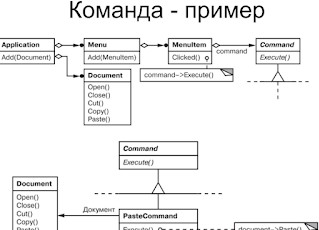 Команда - пример
Application
Add(Document)
Menu
Add(MenuItem)
MenuItem
Clicked()
command
Command
Execute()
command->Execute()
Document
Open()
Close()
Cut()
Copy()
Paste()
Command
Execute()
Document
Open()
Close()
Cut()
Copy()
Paste()
Документ
PasteCommand
Execute()
document->Paste()